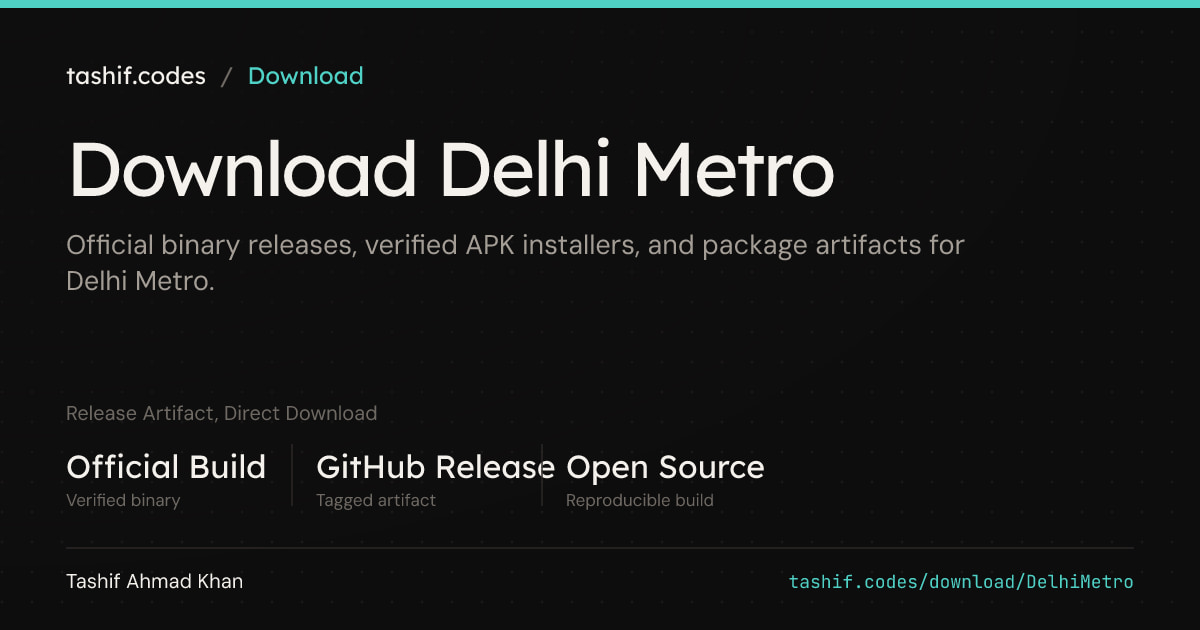 tashif.codes / Download
Download Delhi Metro
Official binary releases, verified APK installers, and package artifacts for
Delhi Metro.
Release Artifact, Direct Download
Official Build GitHub Release Open Source
Verified binary Tagged artifact Reproducible build
Tashif Ahmad Khan tashif.codes/download/DelhiMetro